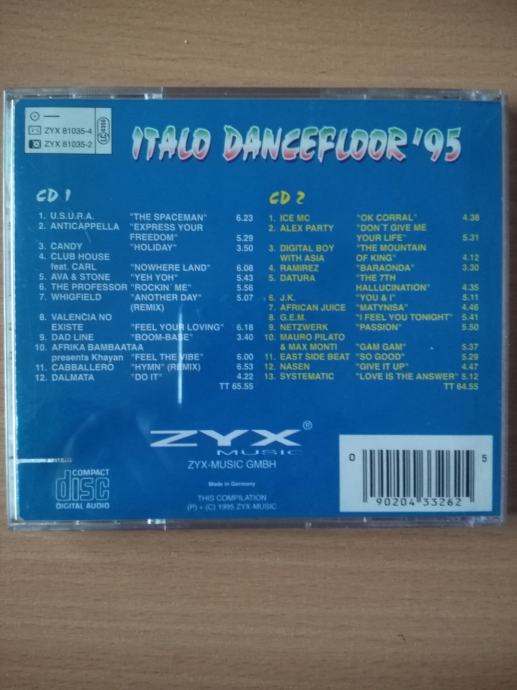 ZYX 81035-4
ZYX 81035-2
ITALO DANCEFLOOR '95
CD 1
1. U.S.U.R.A. "THE SPACEMAN" 6.23
2. ANTICAPPELLA "EXPRESS YOUR
FREEDOM" 5.29
3. CANDY "HOLIDAY" 3.50
4. CLUB HOUSE
feat. CARL "NOWHERE LAND" 6.08
5. AVA & STONE "YEH YOH" 5.43
6. THE PROFESSOR "ROCKIN´ ME" 5.56
7. WHIGFIELD "ANOTHER DAY" 5.07
(REMIX)
8. VALENCIA NO
EXISTE "FEEL YOUR LOVING" 6.18
9. DAD LINE "BOOM-BASE" 3.40
10. AFRIKA BAMBAATAA
presents Khayan "FEEL THE VIBE" 6.00
11. CABBALLERO "HYMN" (REMIX) 6.53
12. DALMATA "DO IT" 4.22
TT 65.55
CD 2
1. ICE MC "OK CORRAL" 4.38
2. ALEX PARTY "DON´T GIVE ME
YOUR LIFE" 5.31
3. DIGITAL BOY "THE MOUNTAIN
WITH ASIA OF KING" 4.12
4. RAMIREZ "BARAONDA" 3.30
5. DATURA "THE 7TH
HALLUCINATION" 4.35
6. J.K. "YOU & I" 5.11
7. AFRICAN JUICE "MATYNISA" 4.46
8. G.E.M. "I FEEL YOU TONIGHT" 5.41
9. NETZWERK "PASSION" 5.50
10. MAURO PILATO
& MAX MONTI "GAM GAM" 5.37
11. EAST SIDE BEAT "SO GOOD" 5.29
12. NASEN "GIVE IT UP" 4.47
13. SYSTEMATIC "LOVE IS THE ANSWER" 5.12
TT 64.55
ZYX®
MUSIC
ZYX-MUSIC GMBH
Made in Germany
THIS COMPILATION
(P) + (C) 1995 ZYX-MUSIC
COMPACT
disc
DIGITAL AUDIO
0 90204 33262 5